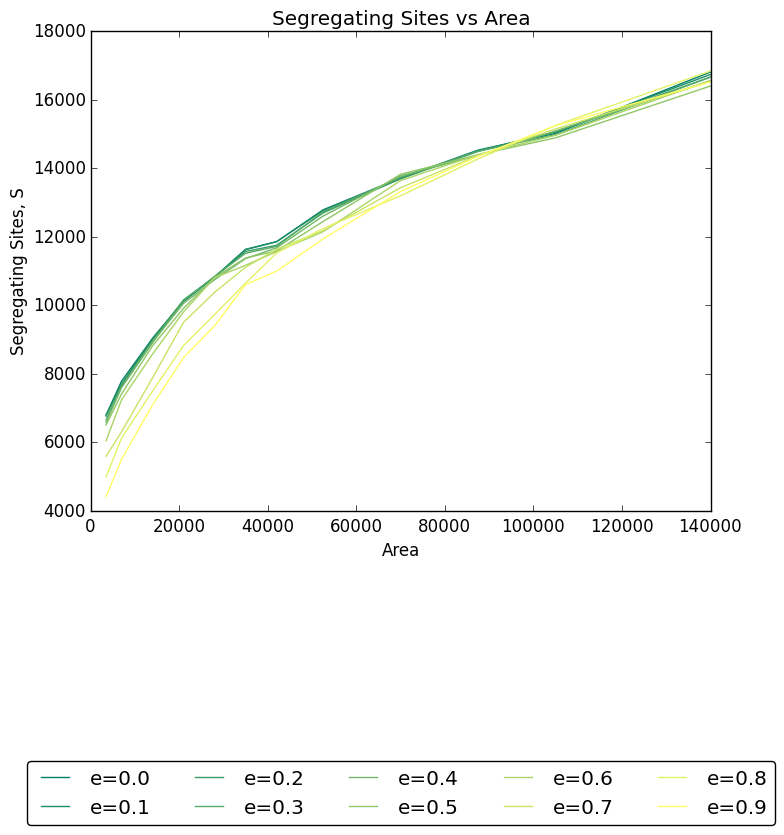 Segregating Sites vs Area
18000
16000
14000
12000
10000
8000
6000
4000
Segregating Sites, S
0 20000 40000 60000 80000 100000 120000 140000
Area
e=0.0 e=0.2 e=0.4 e=0.6 e=0.8
e=0.1 e=0.3 e=0.5 e=0.7 e=0.9